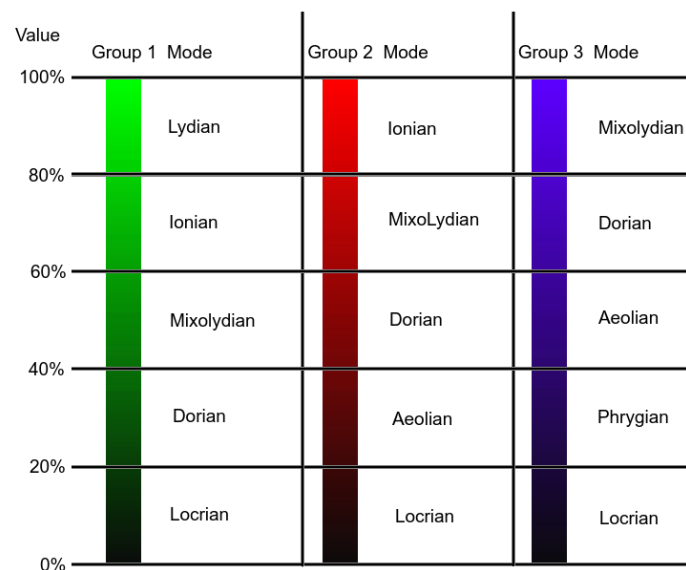 Value
Group 1 Mode Group 2 Mode Group 3 Mode
100%
Lydian Ionian Mixolydian
80%
Ionian MixoLydian Dorian
60%
Mixolydian Dorian Aeolian
40%
Dorian Aeolian Phrygian
20%
Locrian Locrian Locrian
0%